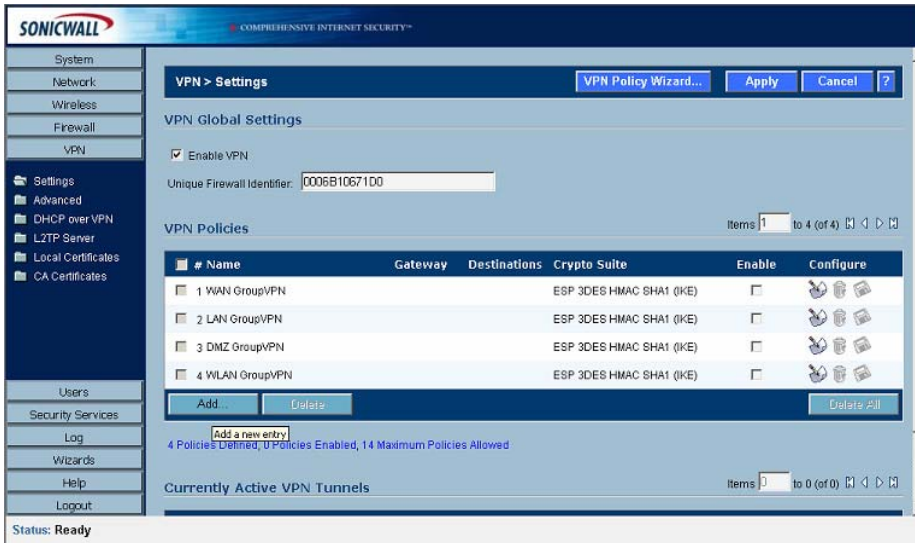 SONICWALL
COMPREHENSIVE INTERNET SECURITY™
System
Network
Wireless
Firewall
VPN
Settings
Advanced
DHCP over VPN
L2TP Server
Local Certificates
CA Certificates
Users
Security Services
Log
Wizards
Help
Logout
VPN > Settings
VPN Policy Wizard...
Apply
Cancel
?
VPN Global Settings
Enable VPN
Unique Firewall Identifier: 0006B10671D0
VPN Policies
Items 1 to 4 (of 4)
# Name Gateway Destinations Crypto Suite Enable Configure
1 WAN GroupVPN ESP 3DES HMAC SHA1 (IKE)
2 LAN GroupVPN ESP 3DES HMAC SHA1 (IKE)
3 DMZ GroupVPN ESP 3DES HMAC SHA1 (IKE)
4 WLAN GroupVPN ESP 3DES HMAC SHA1 (IKE)
Add... Delete Delete All
Add a new entry
4 Policies Defined, 0 Policies Enabled, 14 Maximum Policies Allowed
Currently Active VPN Tunnels
Items 0 to 0 (of 0)
Status: Ready